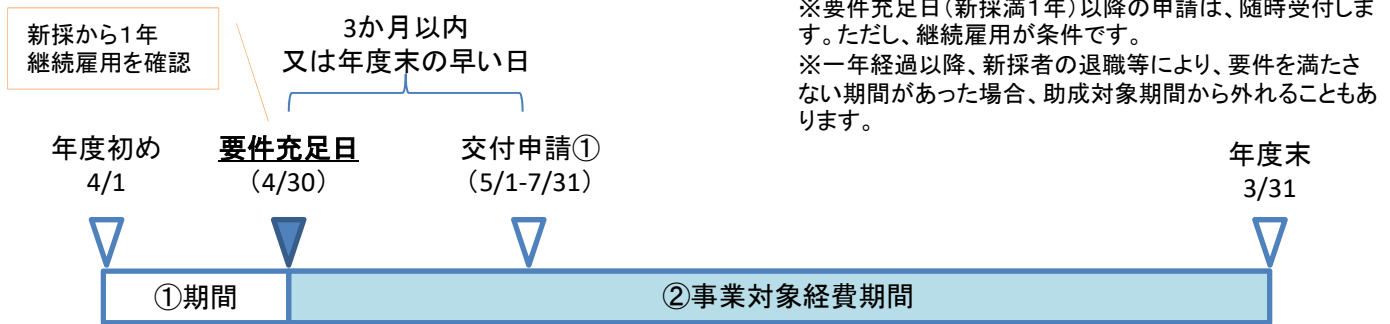 新採から1年
継続雇用を確認
3か月以内
又は年度末の早い日
※要件充足日(新採満1年)以降の申請は、随時受付しま
す。ただし、継続雇用が条件です。
※一年経過以降、新採者の退職等により、要件を満たさ
ない期間があった場合、助成対象期間から外れることもあ
ります。
年度初め
4/1
要件充足日
(4/30)
交付申請①
(5/1-7/31)
年度末
3/31
①期間
②事業対象経費期間